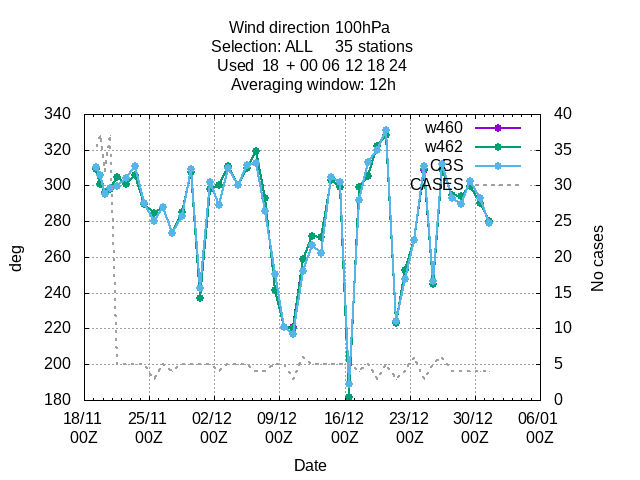 Wind direction 100hPa
Selection: ALL 35 stations
Used 18 + 00 06 12 18 24
Averaging window: 12h
340 40
w460
w462
320 35
OBS
CASES
300 30
280 25
260 20
240 15
220 10
200 5
180 0
deg
No cases
18/11 25/11 02/12 09/12 16/12 23/12 30/12 06/01
00Z 00Z 00Z 00Z 00Z 00Z 00Z 00Z
Date